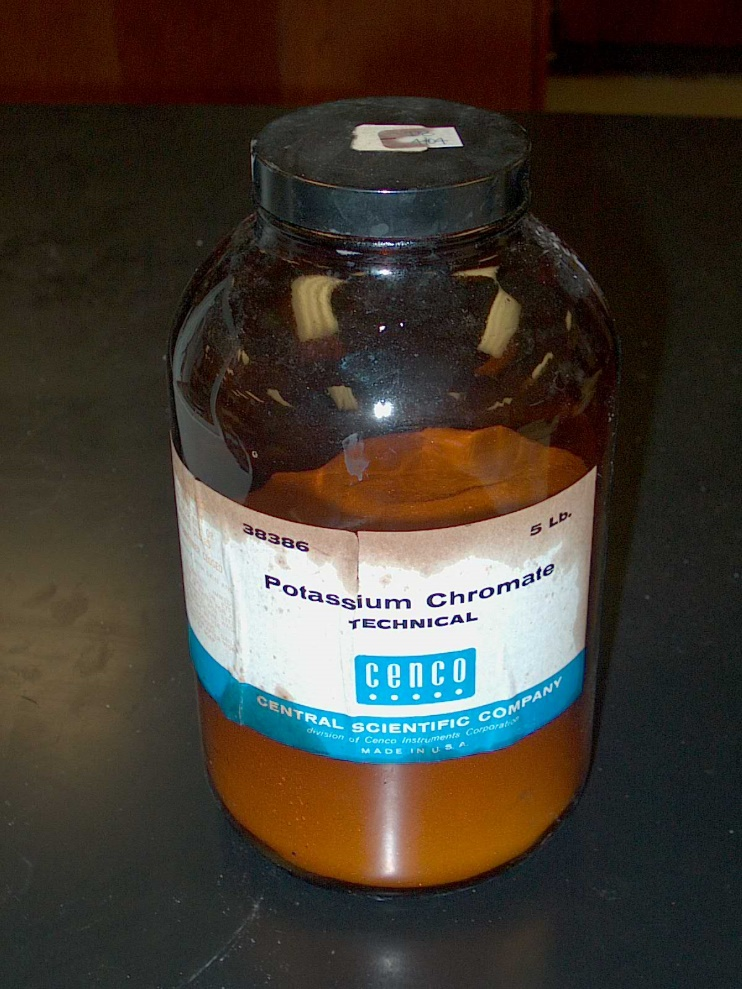 38386
5 Lb.
Potassium Chromate
TECHNICAL
cenco
CENTRAL SCIENTIFIC COMPANY
division of Cenco Instruments Corporation
MADE IN U.S.A.